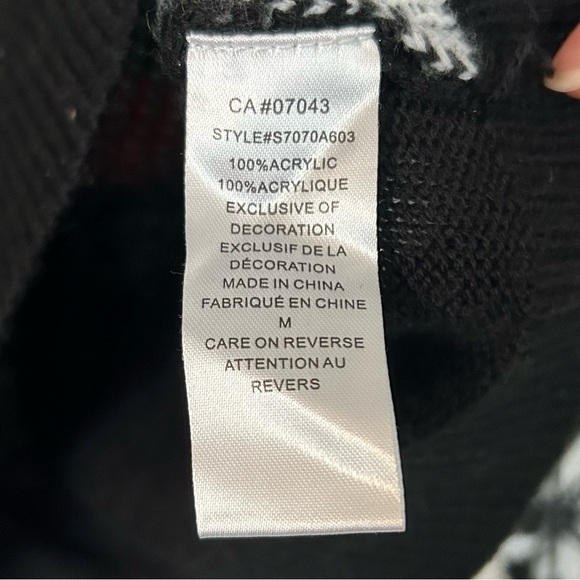 CA#07043
STYLE#S7070A603
100%ACRYLIC
100%ACRYLIQUE
EXCLUSIVE OF
DECORATION
EXCLUSIF DE LA
DÉCORATION
MADE IN CHINA
FABRIQUÉ EN CHINE
M
CARE ON REVERSE
ATTENTION AU
REVERS